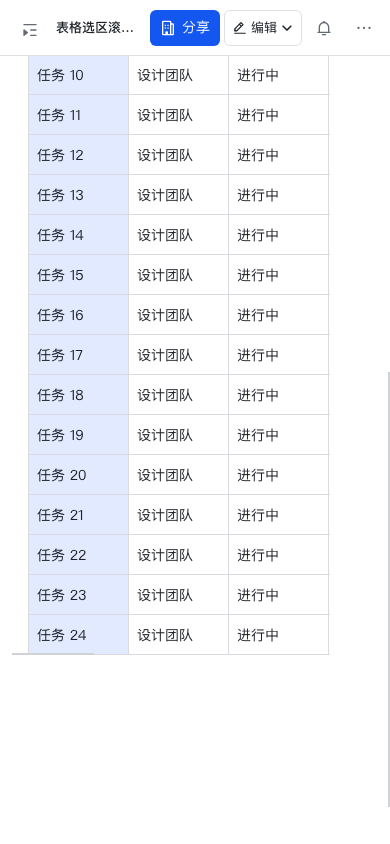 表格选区滚... 分享 编辑
任务 10 设计团队 进行中
任务 11 设计团队 进行中
任务 12 设计团队 进行中
任务 13 设计团队 进行中
任务 14 设计团队 进行中
任务 15 设计团队 进行中
任务 16 设计团队 进行中
任务 17 设计团队 进行中
任务 18 设计团队 进行中
任务 19 设计团队 进行中
任务 20 设计团队 进行中
任务 21 设计团队 进行中
任务 22 设计团队 进行中
任务 23 设计团队 进行中
任务 24 设计团队 进行中